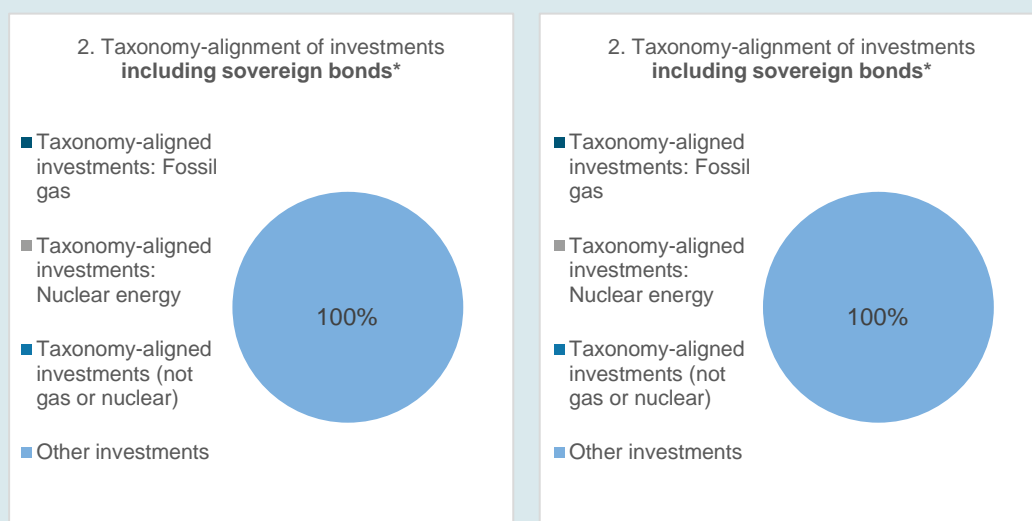 2. Taxonomy-alignment of investments
including sovereign bonds*
Taxonomy-aligned
investments: Fossil
gas
Taxonomy-aligned
investments:
Nuclear energy
Taxonomy-aligned
investments (not
gas or nuclear)
Other investments
100%
2. Taxonomy-alignment of investments
including sovereign bonds*
Taxonomy-aligned
investments: Fossil
gas
Taxonomy-aligned
investments:
Nuclear energy
Taxonomy-aligned
investments (not
gas or nuclear)
Other investments
100%